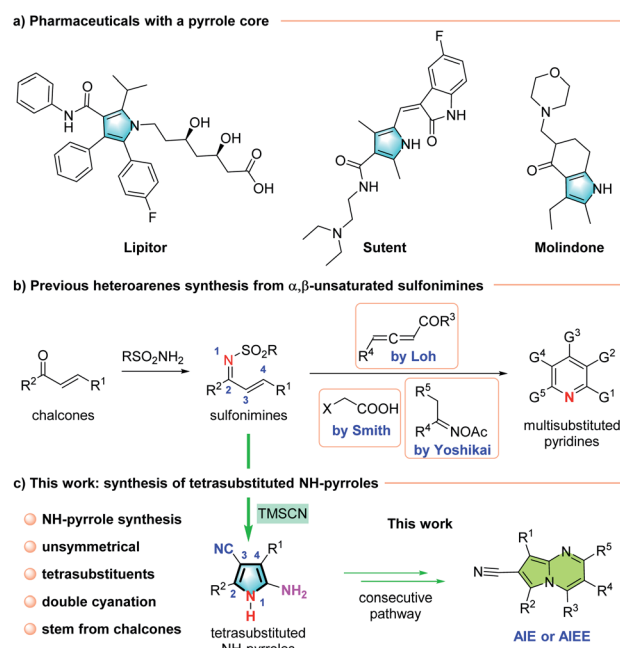 a) Pharmaceuticals with a pyrrole core
O
N
H
N
OH
OH
O
OH
F
Lipitor
F
O
NH
NH
O
NH
N
Sutent
O
N
O
NH
Molindone
b) Previous heteroarenes synthesis from α,β-unsaturated sulfonimines
O
R² R¹
chalcones
RSO₂NH₂
1
N SO₂R
4
R² 2 3 R¹
sulfonimines
COR³
R⁴
by Loh
X COOH
by Smith
R⁵
R⁴ NOAc
by Yoshikai
G³
G⁴ G²
G⁵ N G¹
multisubstituted
pyridines
c) This work: synthesis of tetrasubstituted NH-pyrroles
NH-pyrrole synthesis
unsymmetrical
tetrasubstituents
double cyanation
stem from chalcones
TMSCN
NC 3 4 R¹
R² 2 N 1 NH₂
H
tetrasubstituted
NH-pyrroles
This work
consecutive
pathway
R¹ N R⁵
N N R⁴
R² R³
AIE or AIEE